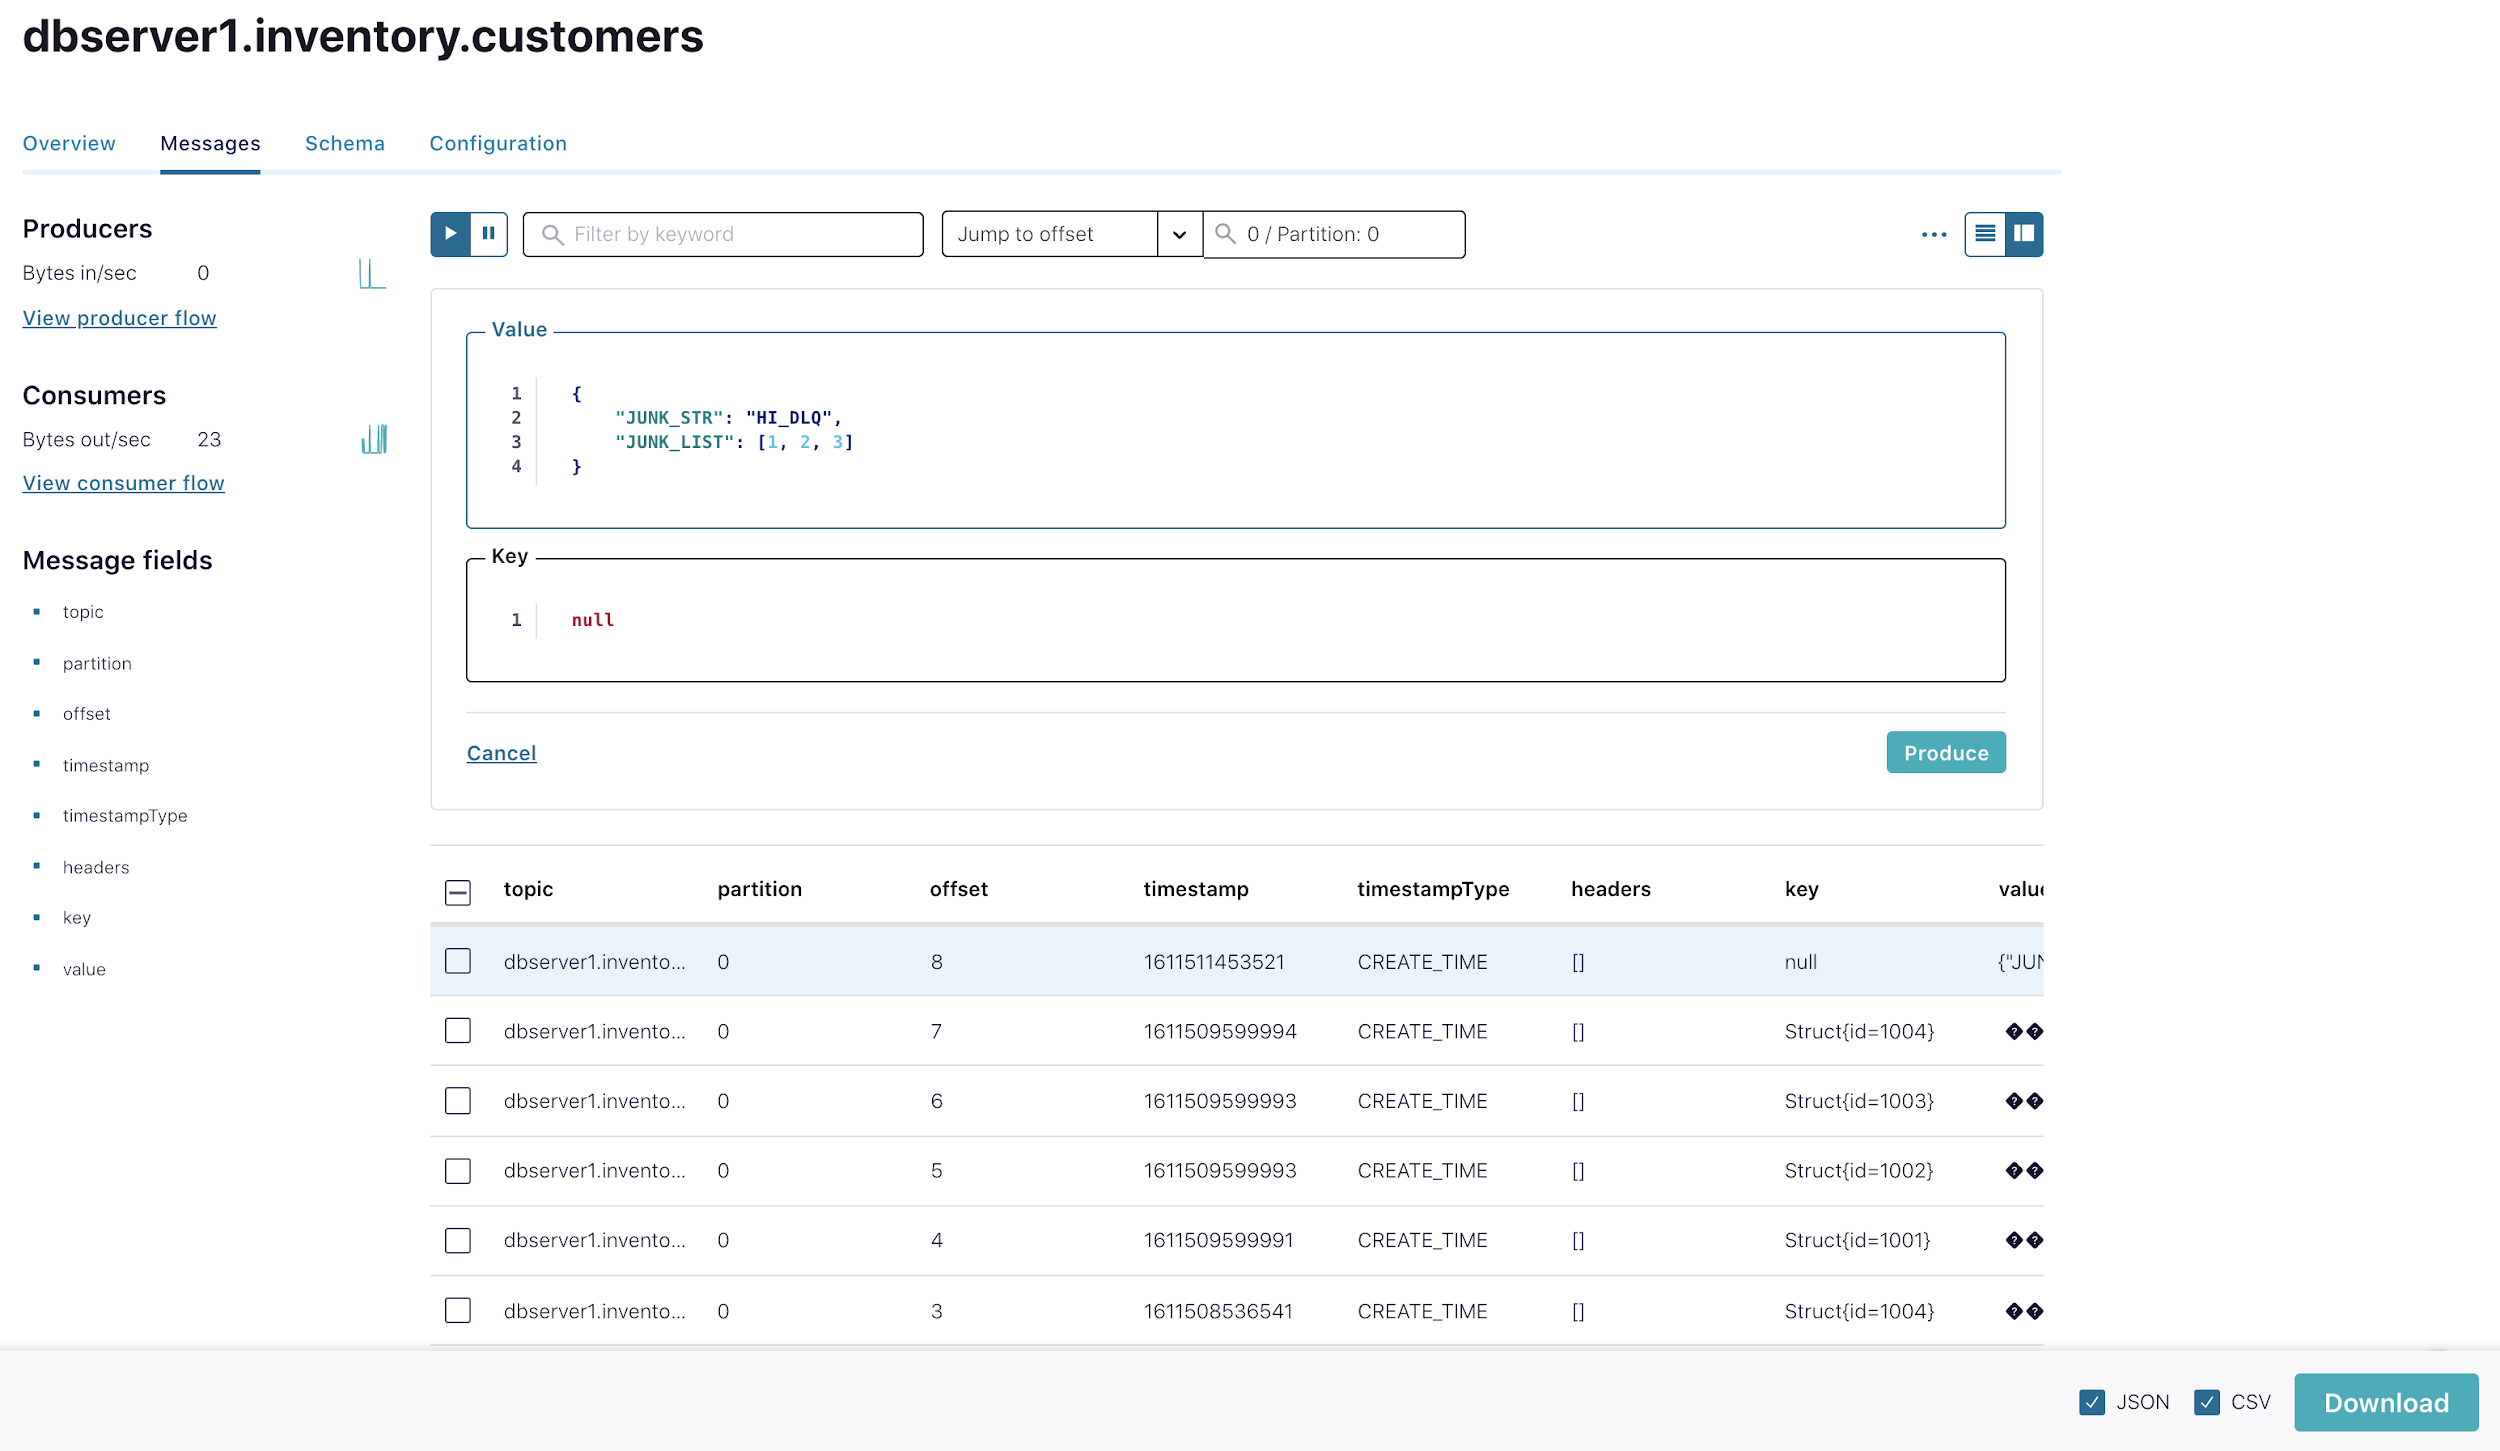 dbserver1.inventory.customers
Overview Messages Schema Configuration
Producers
Bytes in/sec 0
View producer flow
Consumers
Bytes out/sec 23
View consumer flow
Message fields
topic
partition
offset
timestamp
timestampType
headers
key
value
Filter by keyword
Jump to offset
0 / Partition: 0
Value
1 {
2 "JUNK_STR": "HI_DLQ",
3 "JUNK_LIST": [1, 2, 3]
4 }
Key
1 null
Cancel Produce
topic partition offset timestamp timestampType headers key value
dbserver1.invento... 0 8 1611511453521 CREATE_TIME [] null {"JUN
dbserver1.invento... 0 7 1611509599994 CREATE_TIME [] Struct{id=1004} ��
dbserver1.invento... 0 6 1611509599993 CREATE_TIME [] Struct{id=1003} ��
dbserver1.invento... 0 5 1611509599993 CREATE_TIME [] Struct{id=1002} ��
dbserver1.invento... 0 4 1611509599991 CREATE_TIME [] Struct{id=1001} ��
dbserver1.invento... 0 3 1611508536541 CREATE_TIME [] Struct{id=1004} ��
JSON CSV Download